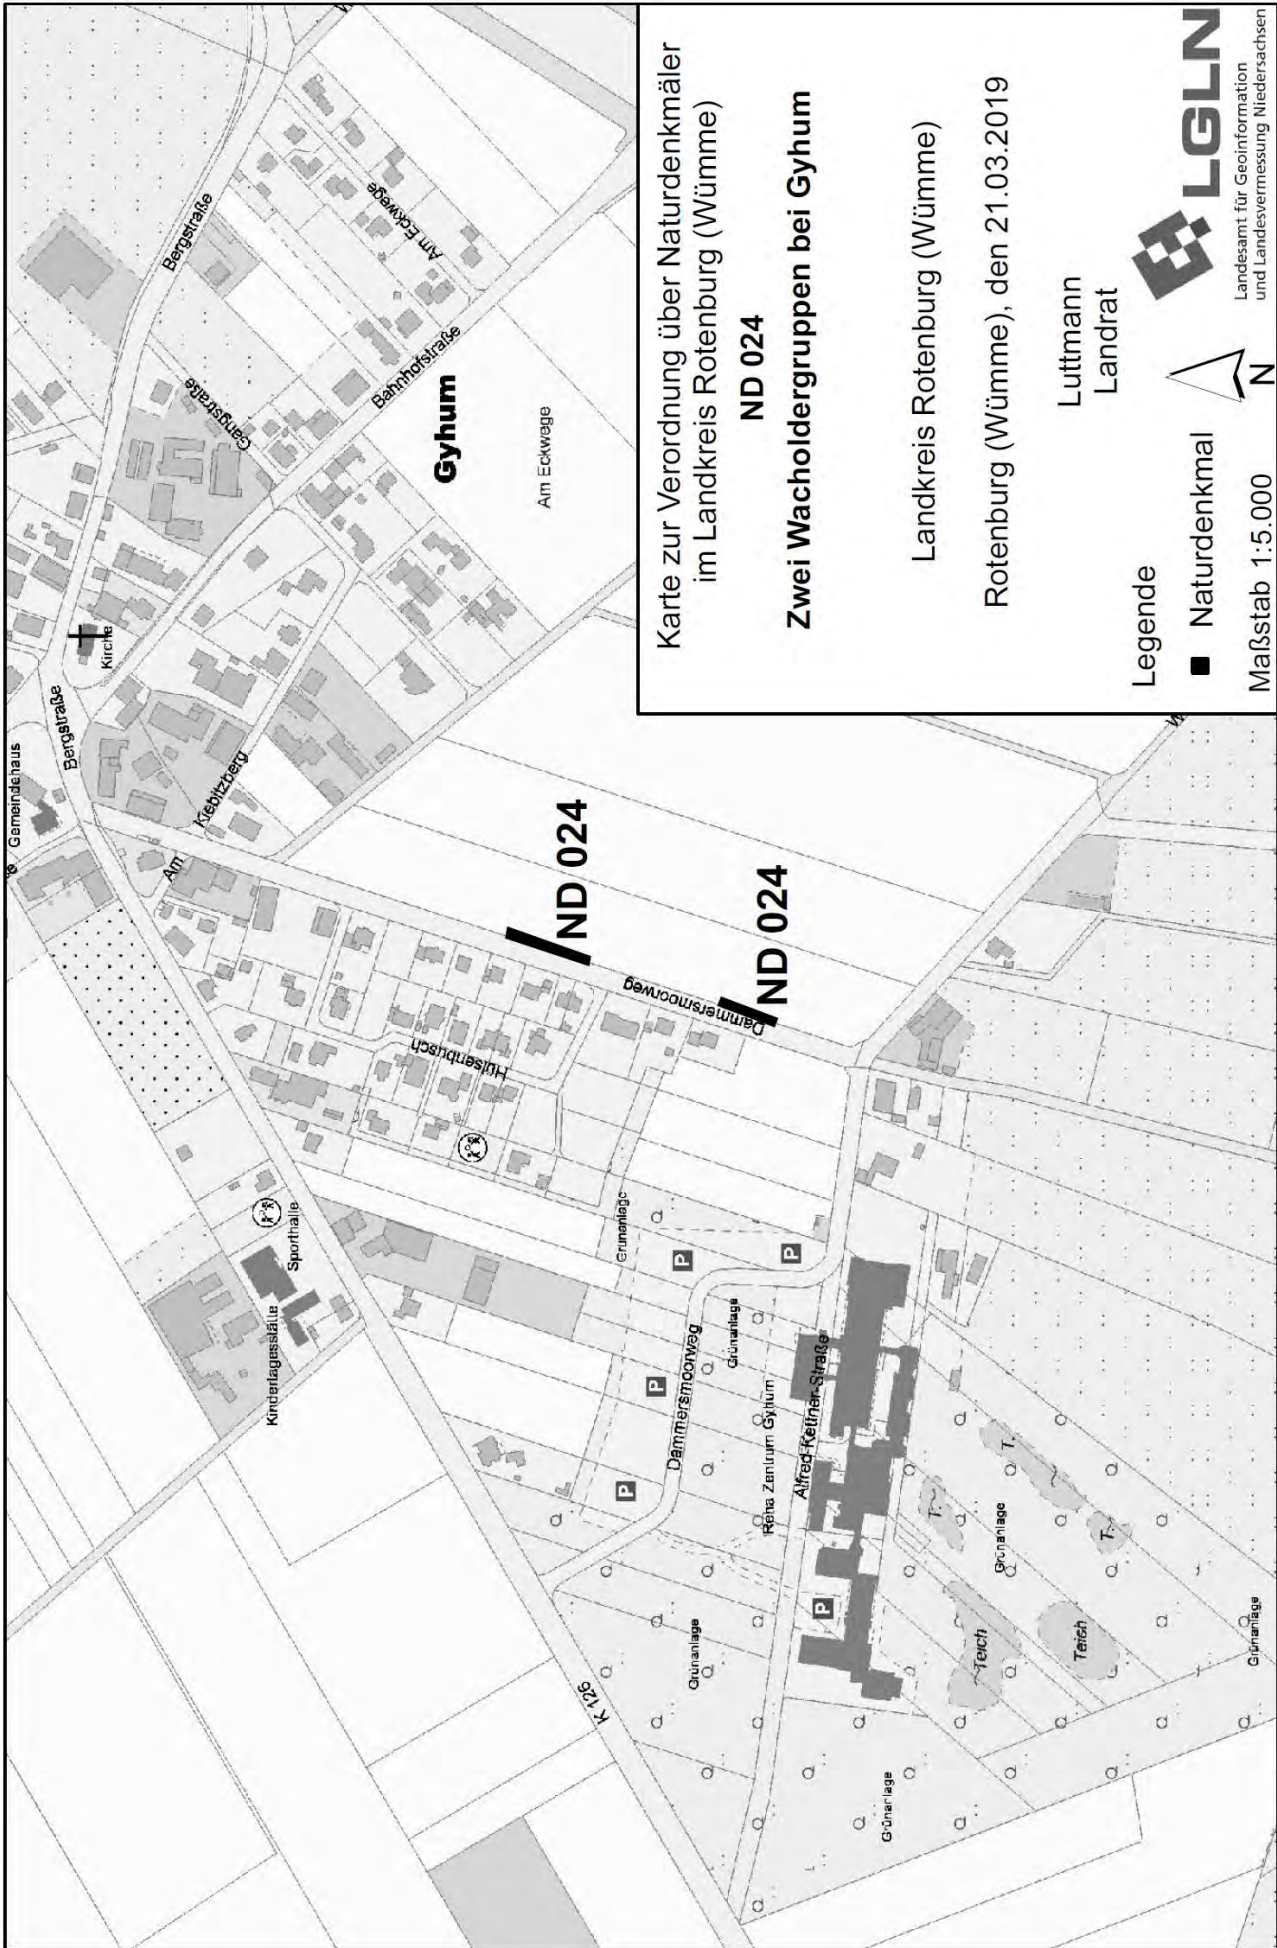 Karte zur Verordnung über Naturdenkmäler
im Landkreis Rotenburg (Wümme)
ND 024
Zwei Wacholdergruppen bei Gyhum
Landkreis Rotenburg (Wümme)
Rotenburg (Wümme), den 21.03.2019
Luttmann
Landrat
Legende
Naturdenkmal
Maßstab 1:5.000
N
LGLN
Landesamt für Geoinformation
und Landesvermessung Niedersachsen
Gemeindehaus
Bergstraße
Kirche
Bergstraße
Am Eckwege
Gangstraße
Bahnhofstraße
Gyhum
Am Eckwege
Am
Kiebitzberg
ND 024
ND 024
Dammersmoorweg
Hülsenbusch
Sporthalle
Kindertagesstätte
Grünanlage
P
P
P
P
P
Dammersmoorweg
Grünanlage
Reha Zentrum Gyhum
Alfred-Kettner-Straße
K 126
Grünanlage
Grünanlage
Grünanlage
Grünanlage
T.
T.
T.
Teich
Teich